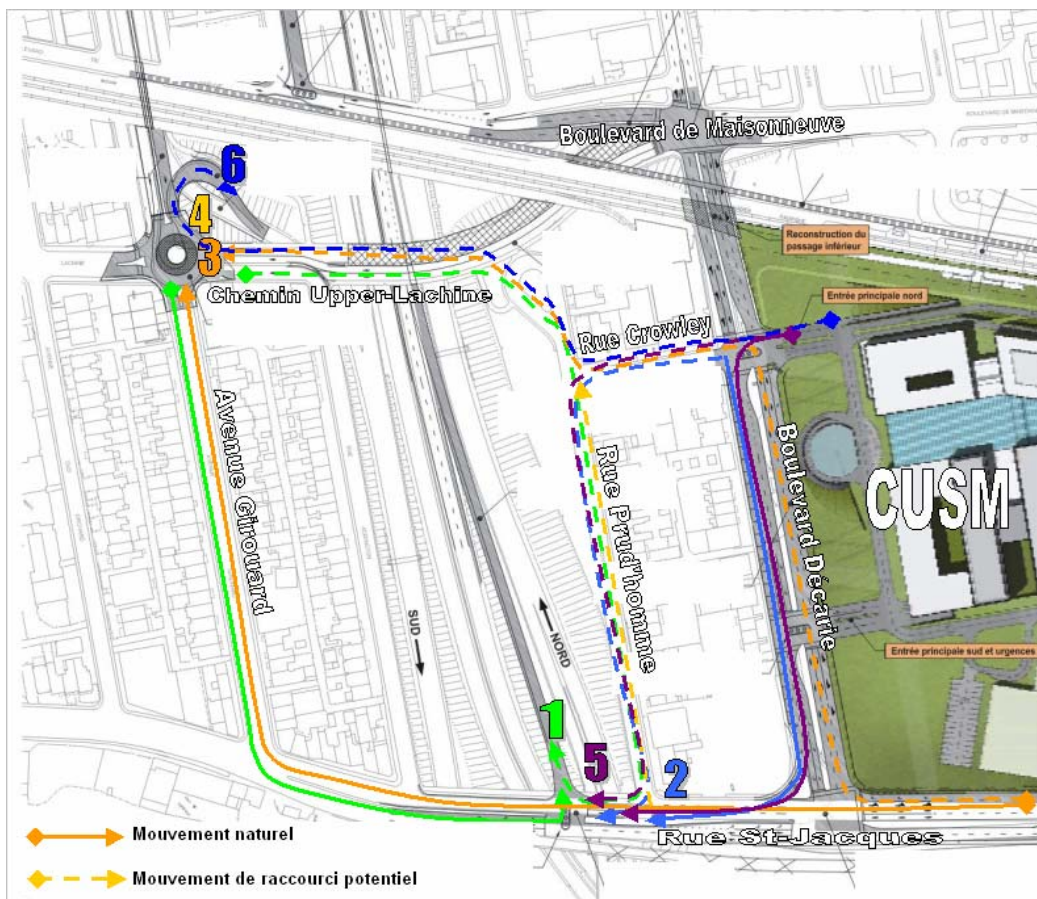 Boulevard de Maisonneuve
6
4
3
Reconstruction du
passage inférieur
Entrée principale nord
Chemin Upper-Lachine
Rue Crowley
Avenue Girouard
Rue Prud'homme
Boulevard Décarie
CUSM
SUD
NORD
Entrée principale sud et urgences
1
5
2
Rue St-Jacques
Mouvement naturel
Mouvement de raccourci potentiel